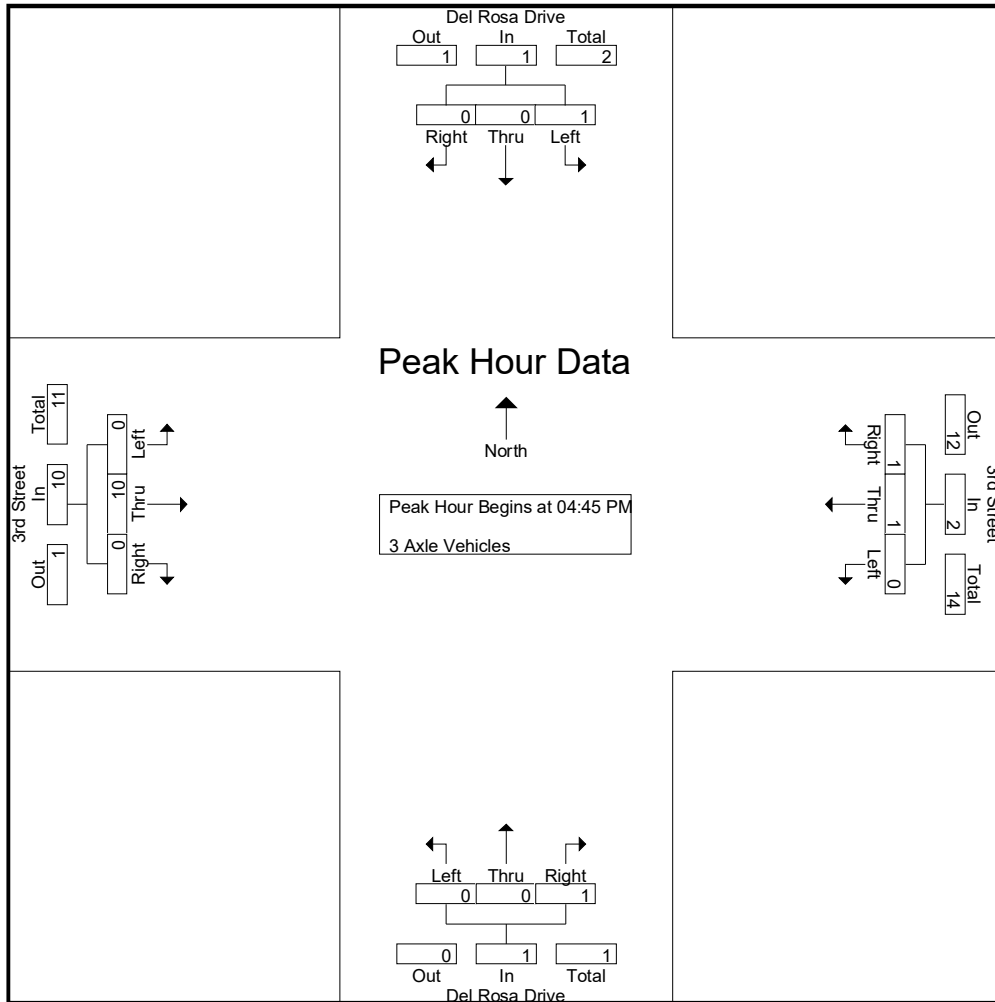 Del Rosa Drive
Out In Total
1 1 2
0 0 1
Right Thru Left
Peak Hour Data
North
Peak Hour Begins at 04:45 PM
3 Axle Vehicles
3rd Street
Out In Total
1 10 11
0 10 0
Right Thru Left
3rd Street
Out In Total
12 2 14
1 1 0
Right Thru Left
Left Thru Right
0 0 1
0 1 1
Out In Total
Del Rosa Drive